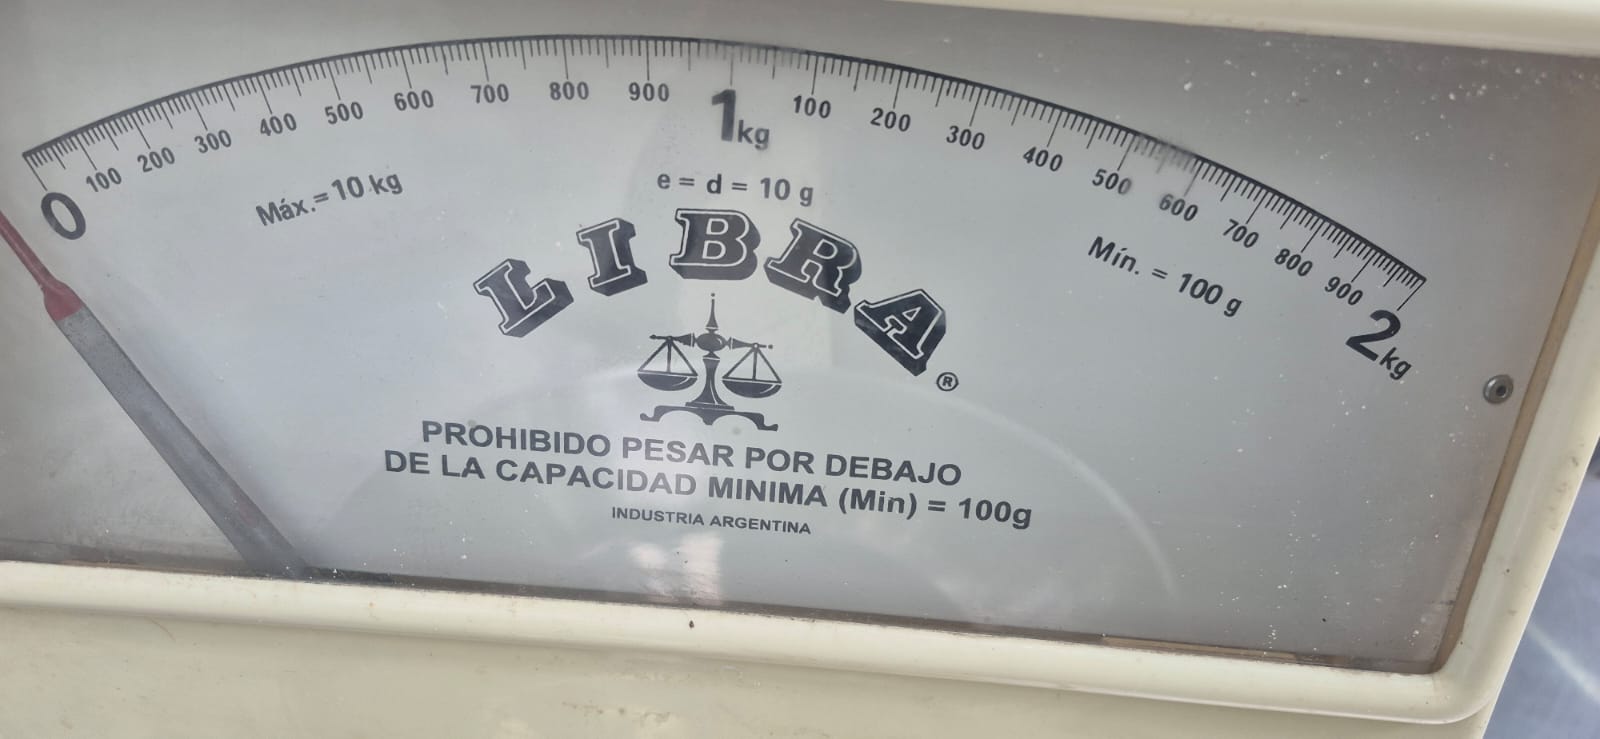 0 100 200 300 400 500 600 700 800 900 1kg 100 200 300 400 500 600 700 800 900 2kg
Máx.= 10 kg
e = d = 10 g
Mín. = 100 g
LIBRA®
PROHIBIDO PESAR POR DEBAJO
DE LA CAPACIDAD MINIMA (Min) = 100g
INDUSTRIA ARGENTINA